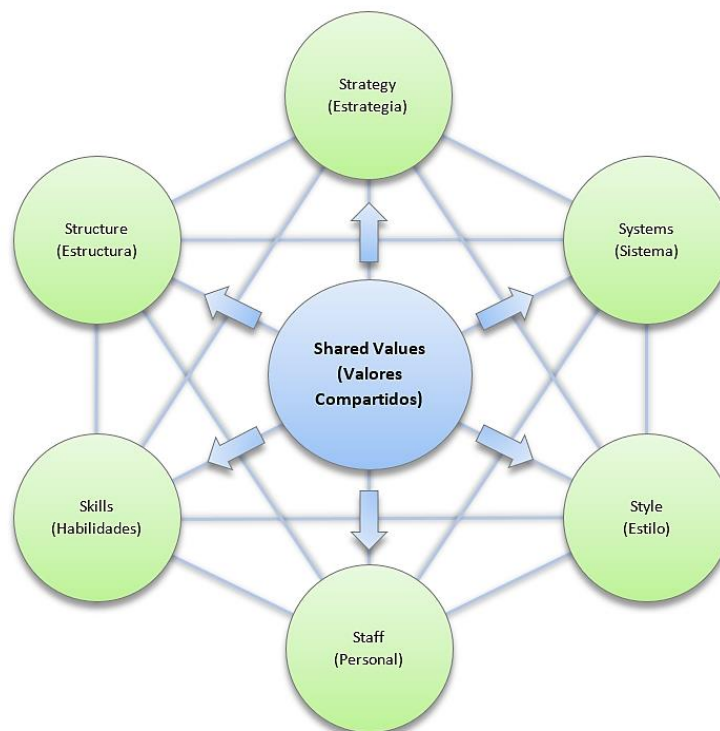 Strategy
(Estrategia)
Structure
(Estructura)
Systems
(Sistema)
Shared Values
(Valores
Compartidos)
Skills
(Habilidades)
Style
(Estilo)
Staff
(Personal)